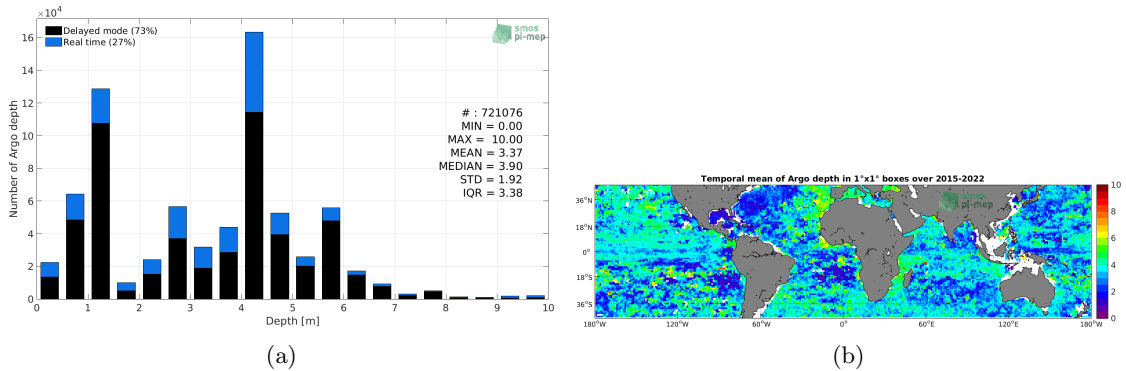 ×10⁴
Delayed mode (73%)
Real time (27%)
smos
pi-mep
16
14
12
10
8
6
4
2
0
Number of Argo depth
# : 721076
MIN = 0.00
MAX = 10.00
MEAN = 3.37
MEDIAN = 3.90
STD = 1.92
IQR = 3.38
0 1 2 3 4 5 6 7 8 9 10
Depth [m]
(a)
Temporal mean of Argo depth in 1°x1° boxes over 2015-2022
smos
pi-mep
36°N
18°N
0°
18°S
36°S
180°W 120°W 60°W 0° 60°E 120°E 180°W
10
8
6
4
2
0
(b)